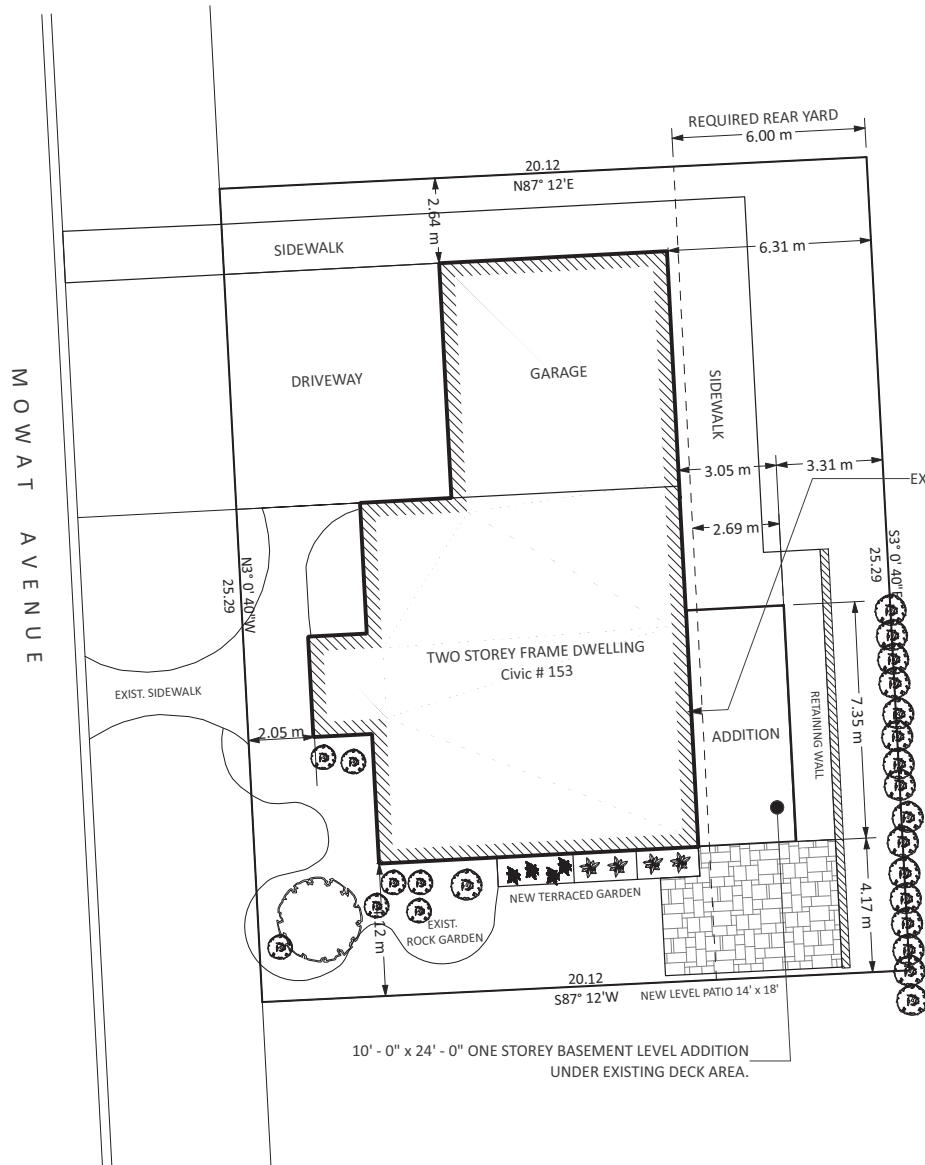 REQUIRED REAR YARD
6.00 m
20.12
N87° 12'E
2.64 m
SIDEWALK
6.31 m
MOWAT AVENUE
DRIVEWAY
GARAGE
SIDEWALK
3.05 m
3.31 m
EX
2.69 m
N3° 0' 40"W
25.29
S3° 0' 40"E
25.29
TWO STOREY FRAME DWELLING
Civic # 153
EXIST. SIDEWALK
2.05 m
ADDITION
RETAINING WALL
7.35 m
NEW TERRACED GARDEN
EXIST.
ROCK GARDEN
12 m
4.17 m
20.12
S87° 12'W
NEW LEVEL PATIO 14' x 18'
10' - 0" x 24' - 0" ONE STOREY BASEMENT LEVEL ADDITION
UNDER EXISTING DECK AREA.